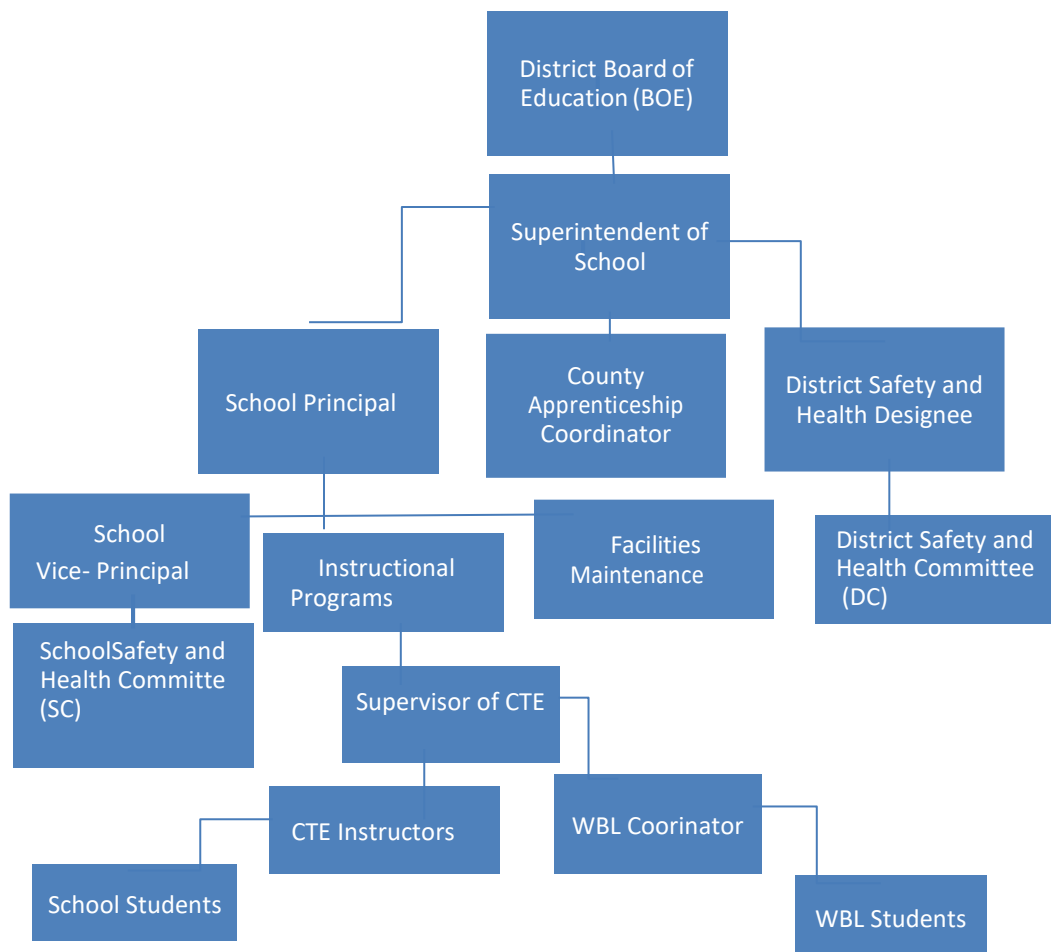 District Board of
Education (BOE)
Superintendent of
School
School Principal
County
Apprenticeship
Coordinator
District Safety and
Health Designee
School
Vice- Principal
Instructional
Programs
Facilities
Maintenance
District Safety and
Health Committee
(DC)
SchoolSafety and
Health Committe
(SC)
Supervisor of CTE
CTE Instructors
WBL Coorinator
School Students
WBL Students